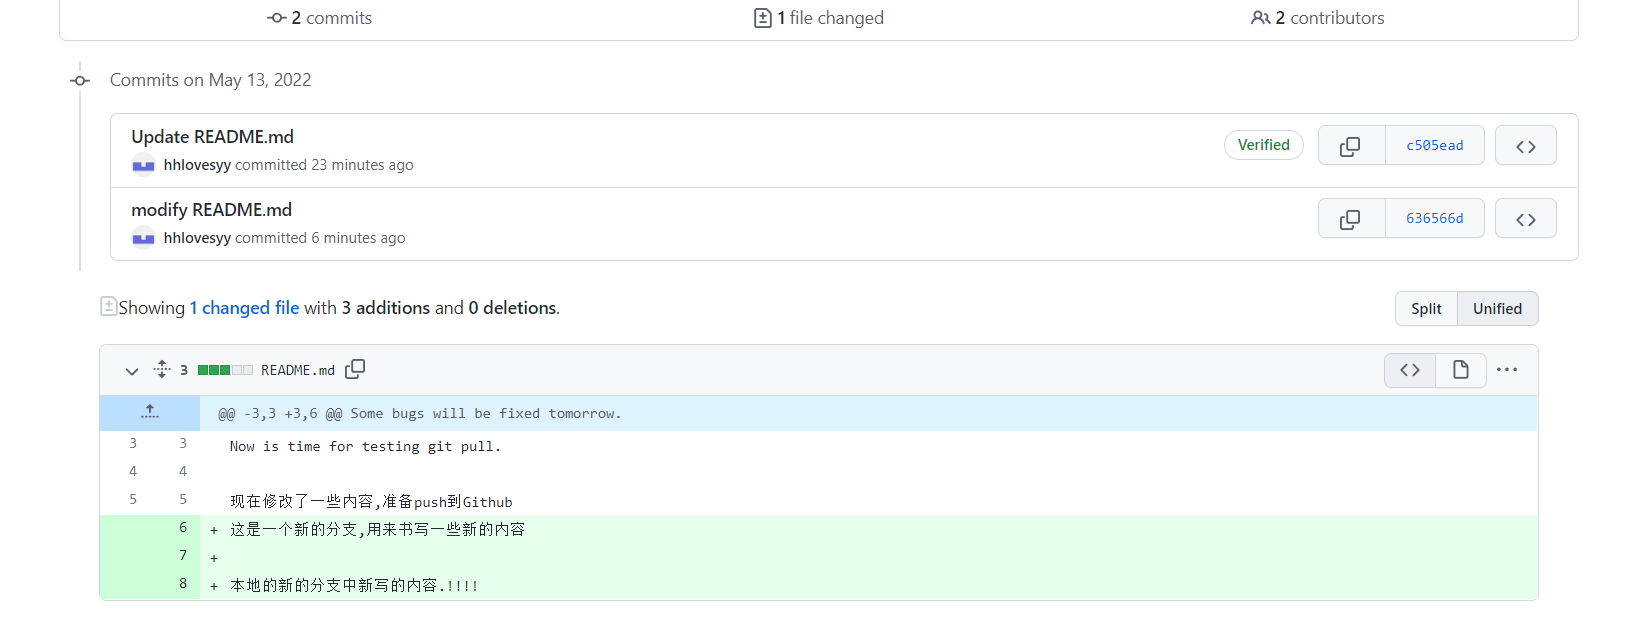 2 commits
1 file changed
2 contributors
Commits on May 13, 2022
Update README.md
hhlovesyy committed 23 minutes ago
Verified
c505ead
modify README.md
hhlovesyy committed 6 minutes ago
636566d
Showing 1 changed file with 3 additions and 0 deletions.
Split
Unified
3
README.md
@@ -3,3 +3,6 @@ Some bugs will be fixed tomorrow.
3 3 Now is time for testing git pull.
4 4
5 5 现在修改了一些内容,准备push到Github
6 + 这是一个新的分支,用来书写一些新的内容
7 +
8 + 本地的新的分支中新写的内容.!!!!